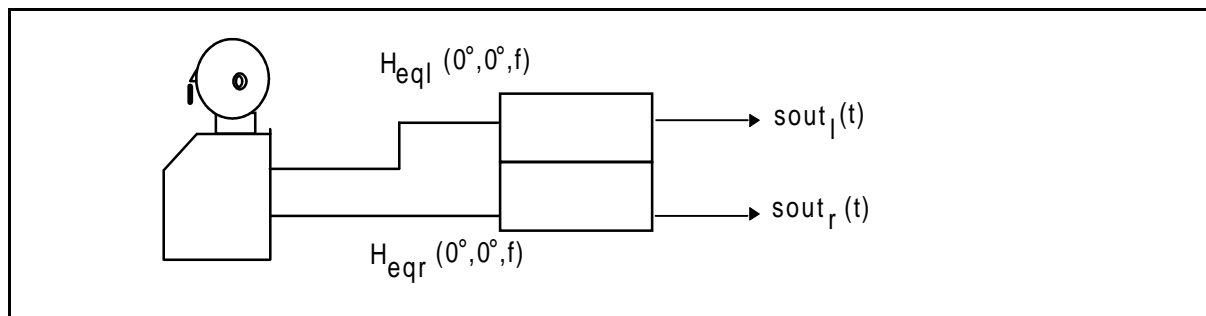 H_eql (0°,0°,f)
sout_l(t)
sout_r (t)
H_eqr (0°,0°,f)